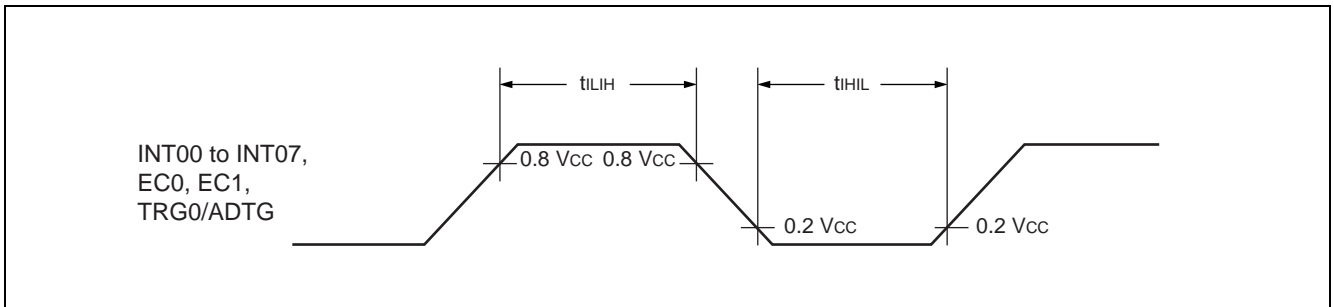 tILIH
tIHIL
INT00 to INT07,
EC0, EC1,
TRG0/ADTG
0.8 VCC 0.8 VCC
0.2 VCC
0.2 VCC